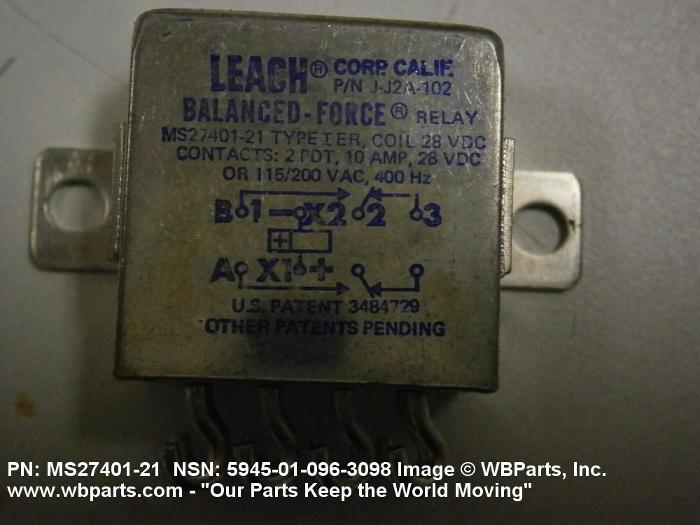 LEACH® CORP. CALIF.
P/N J-J2A-102
BALANCED-FORCE® RELAY
MS27401-21 TYPE I ER, COIL 28 VDC
CONTACTS: 2 PDT, 10 AMP, 28 VDC
OR 115/200 VAC, 400 Hz
B 1 – X2 2 3
+
A X1 +
U.S. PATENT 3484729
OTHER PATENTS PENDING
PN: MS27401-21 NSN: 5945-01-096-3098 Image © WBParts, Inc.
www.wbparts.com - "Our Parts Keep the World Moving"